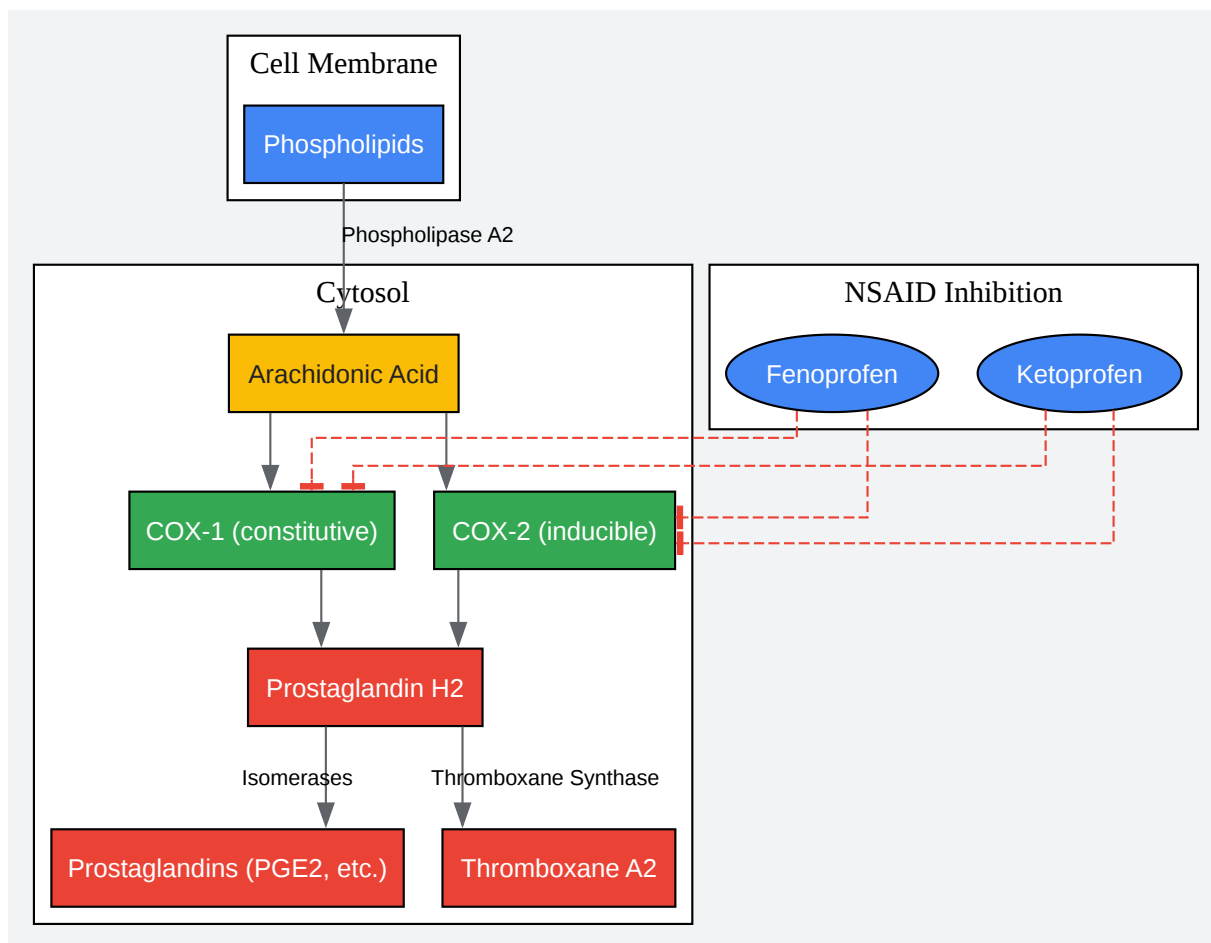 Cell Membrane
Phospholipids
Phospholipase A2
Cytosol
NSAID Inhibition
Arachidonic Acid
Fenoprofen
Ketoprofen
COX-1 (constitutive)
COX-2 (inducible)
Prostaglandin H2
Isomerases
Thromboxane Synthase
Prostaglandins (PGE2, etc.)
Thromboxane A2